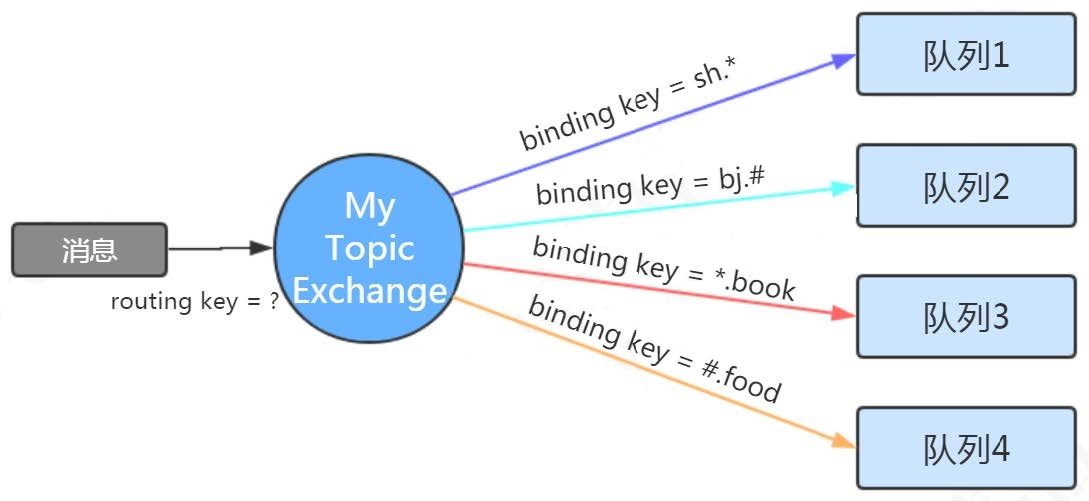 消息
routing key = ?
My
Topic
Exchange
binding key = sh.*
队列1
binding key = bj.#
队列2
binding key = *.book
队列3
binding key = #.food
队列4